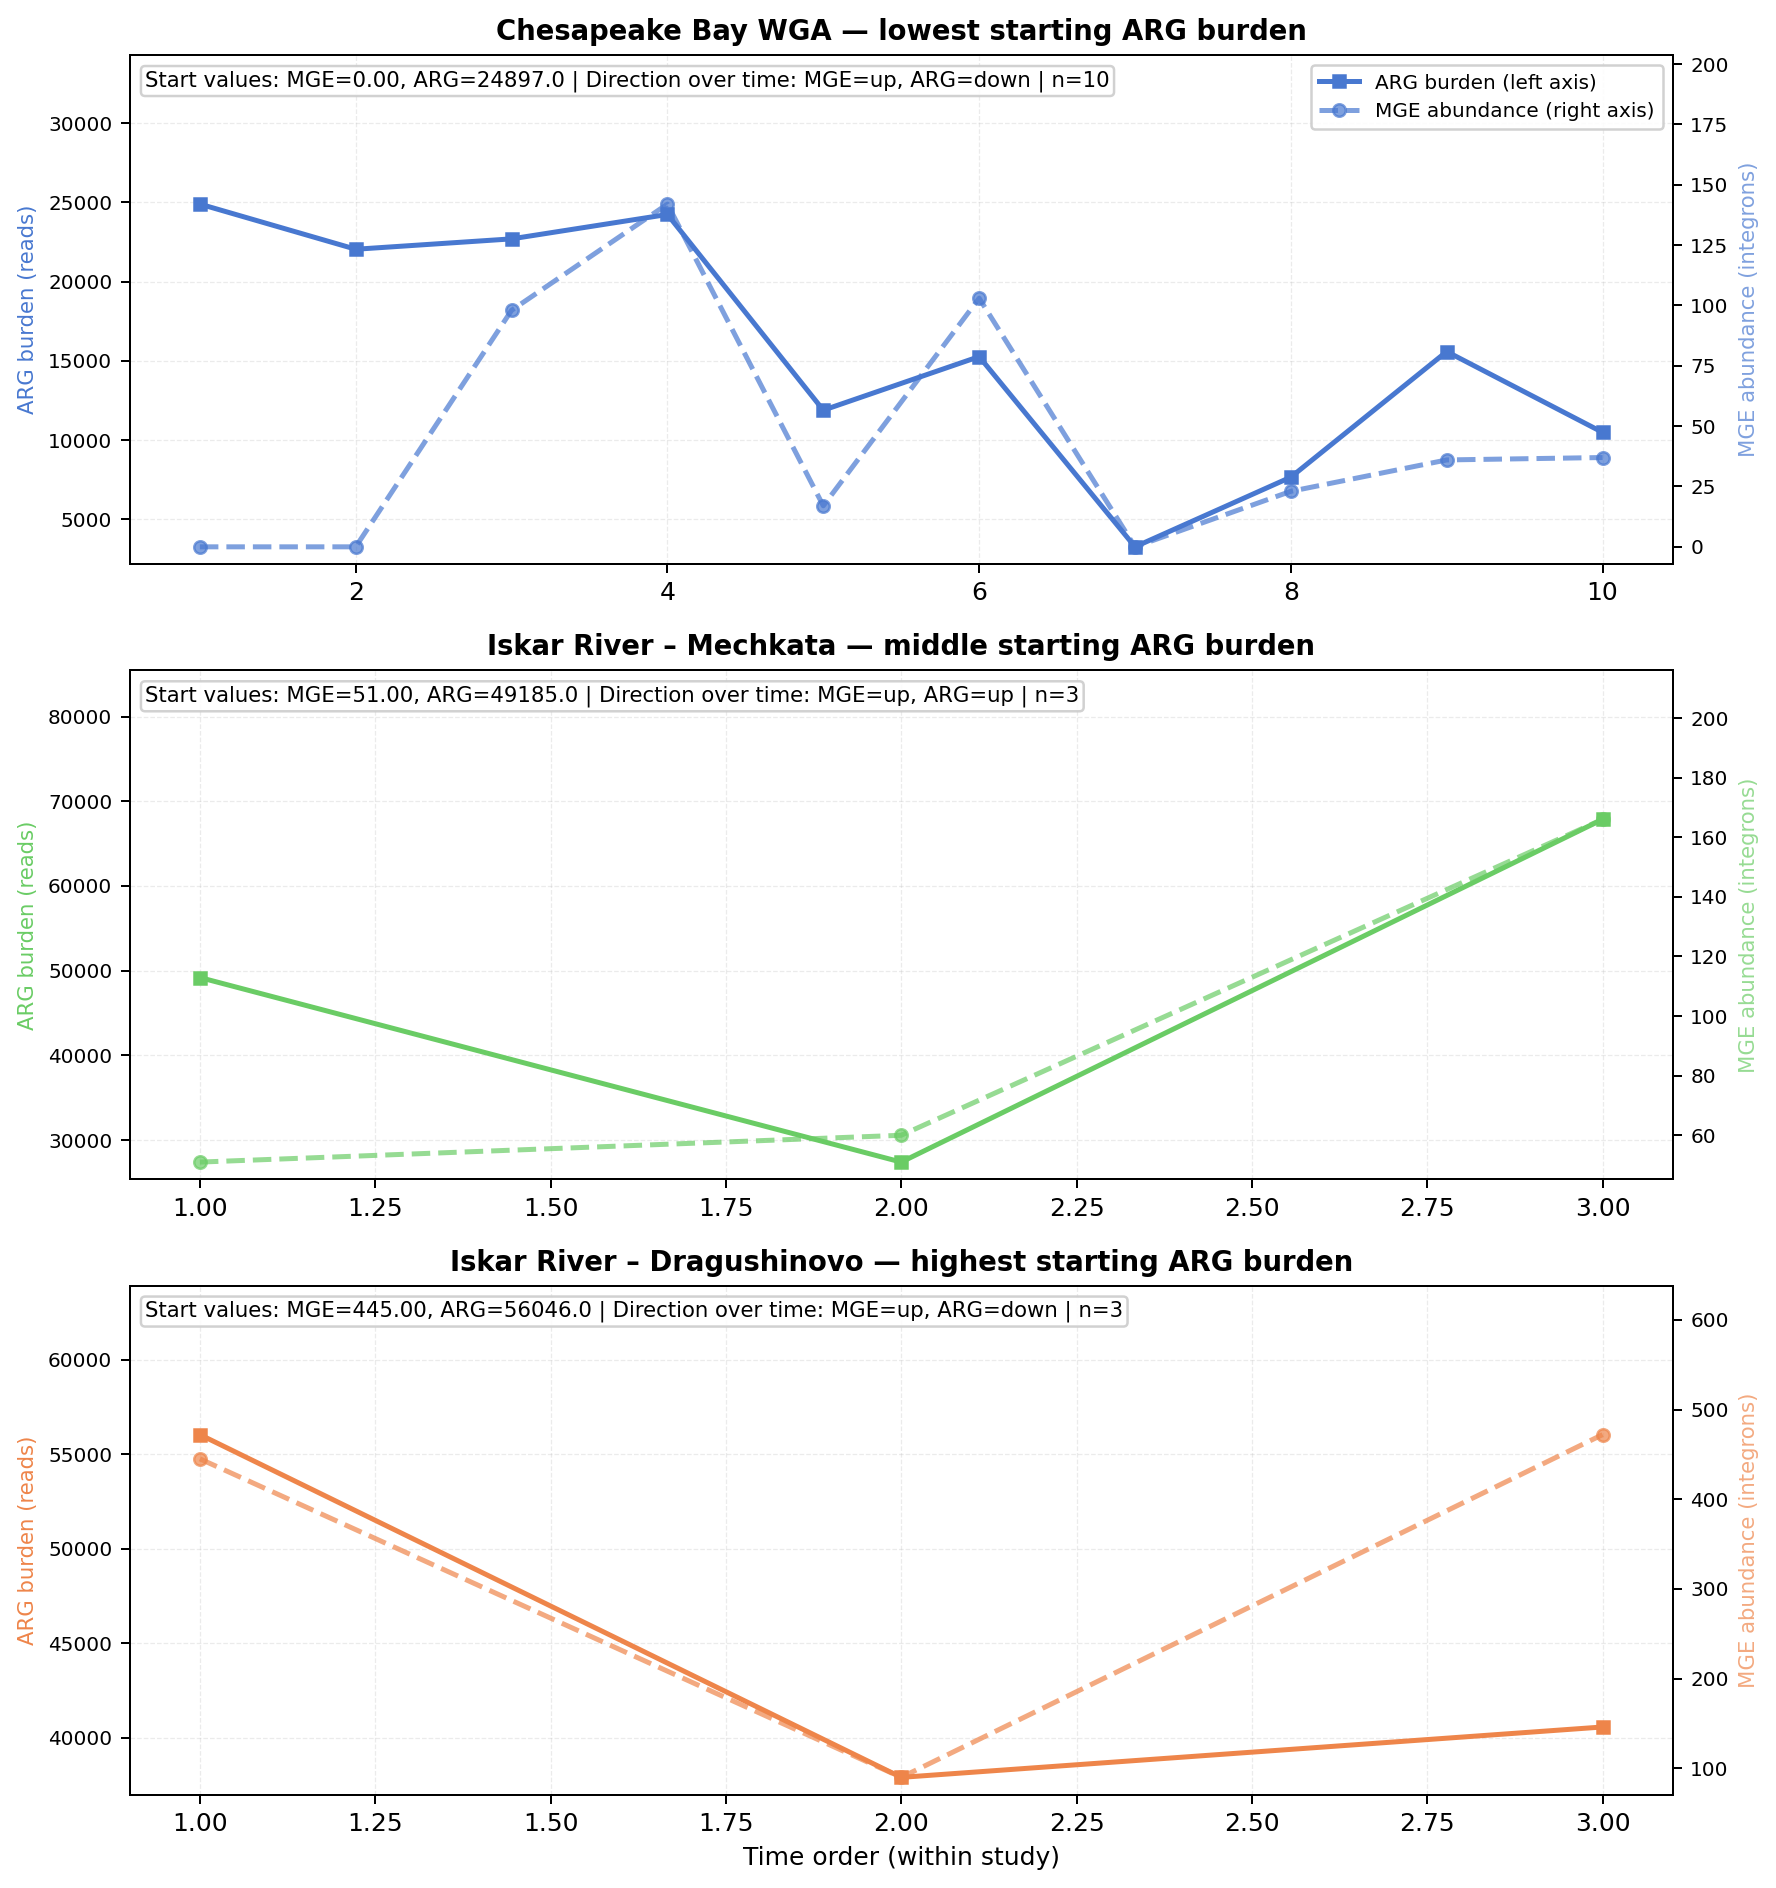 Chesapeake Bay WGA — lowest starting ARG burden
Start values: MGE=0.00, ARG=24897.0 | Direction over time: MGE=up, ARG=down | n=10
ARG burden (left axis)
MGE abundance (right axis)
ARG burden (reads)
30000
25000
20000
15000
10000
5000
200
175
150
125
100
75
50
25
0
MGE abundance (integrons)
2 4 6 8 10
Iskar River – Mechkata — middle starting ARG burden
Start values: MGE=51.00, ARG=49185.0 | Direction over time: MGE=up, ARG=up | n=3
ARG burden (reads)
80000
70000
60000
50000
40000
30000
200
180
160
140
120
100
80
60
MGE abundance (integrons)
1.00 1.25 1.50 1.75 2.00 2.25 2.50 2.75 3.00
Iskar River – Dragushinovo — highest starting ARG burden
Start values: MGE=445.00, ARG=56046.0 | Direction over time: MGE=up, ARG=down | n=3
ARG burden (reads)
60000
55000
50000
45000
40000
600
500
400
300
200
100
MGE abundance (integrons)
1.00 1.25 1.50 1.75 2.00 2.25 2.50 2.75 3.00
Time order (within study)